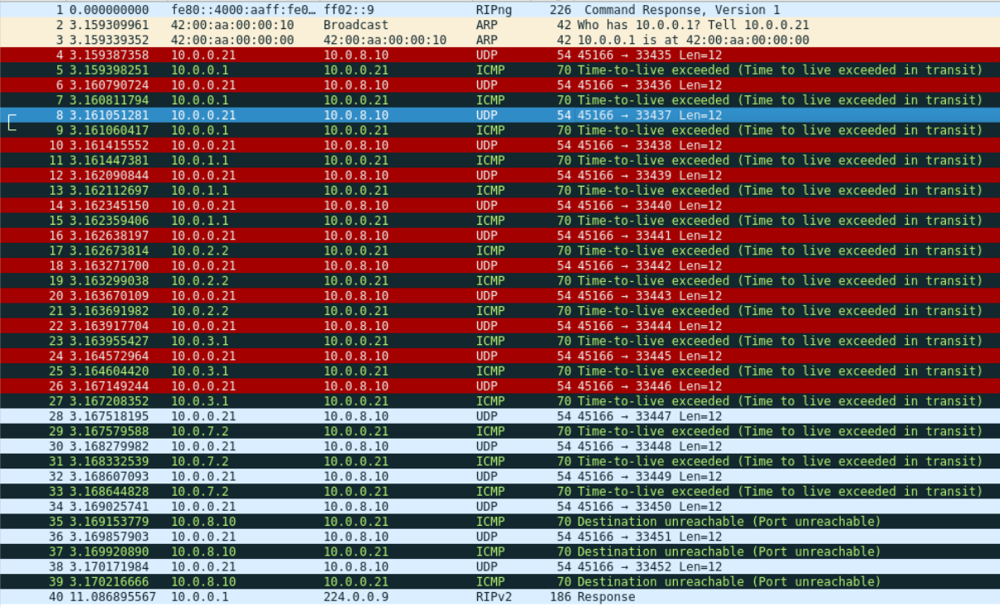 1 0.000000000 fe80::4000:aaff:fe0… ff02::9 RIPng 226 Command Response, Version 1
2 3.159309961 42:00:aa:00:00:10 Broadcast ARP 42 Who has 10.0.0.1? Tell 10.0.0.21
3 3.159339352 42:00:aa:00:00:00 42:00:aa:00:00:10 ARP 42 10.0.0.1 is at 42:00:aa:00:00:00
4 3.159387358 10.0.0.21 10.0.8.10 UDP 54 45166 → 33435 Len=12
5 3.159398251 10.0.0.1 10.0.0.21 ICMP 70 Time-to-live exceeded (Time to live exceeded in transit)
6 3.160790724 10.0.0.21 10.0.8.10 UDP 54 45166 → 33436 Len=12
7 3.160811794 10.0.0.1 10.0.0.21 ICMP 70 Time-to-live exceeded (Time to live exceeded in transit)
8 3.161051281 10.0.0.21 10.0.8.10 UDP 54 45166 → 33437 Len=12
9 3.161060417 10.0.0.1 10.0.0.21 ICMP 70 Time-to-live exceeded (Time to live exceeded in transit)
10 3.161415552 10.0.0.21 10.0.8.10 UDP 54 45166 → 33438 Len=12
11 3.161447381 10.0.1.1 10.0.0.21 ICMP 70 Time-to-live exceeded (Time to live exceeded in transit)
12 3.162090844 10.0.0.21 10.0.8.10 UDP 54 45166 → 33439 Len=12
13 3.162112697 10.0.1.1 10.0.0.21 ICMP 70 Time-to-live exceeded (Time to live exceeded in transit)
14 3.162345150 10.0.0.21 10.0.8.10 UDP 54 45166 → 33440 Len=12
15 3.162359406 10.0.1.1 10.0.0.21 ICMP 70 Time-to-live exceeded (Time to live exceeded in transit)
16 3.162638197 10.0.0.21 10.0.8.10 UDP 54 45166 → 33441 Len=12
17 3.162673814 10.0.2.2 10.0.0.21 ICMP 70 Time-to-live exceeded (Time to live exceeded in transit)
18 3.163271700 10.0.0.21 10.0.8.10 UDP 54 45166 → 33442 Len=12
19 3.163299038 10.0.2.2 10.0.0.21 ICMP 70 Time-to-live exceeded (Time to live exceeded in transit)
20 3.163670109 10.0.0.21 10.0.8.10 UDP 54 45166 → 33443 Len=12
21 3.163691982 10.0.2.2 10.0.0.21 ICMP 70 Time-to-live exceeded (Time to live exceeded in transit)
22 3.163917704 10.0.0.21 10.0.8.10 UDP 54 45166 → 33444 Len=12
23 3.163955427 10.0.3.1 10.0.0.21 ICMP 70 Time-to-live exceeded (Time to live exceeded in transit)
24 3.164572964 10.0.0.21 10.0.8.10 UDP 54 45166 → 33445 Len=12
25 3.164604420 10.0.3.1 10.0.0.21 ICMP 70 Time-to-live exceeded (Time to live exceeded in transit)
26 3.167149244 10.0.0.21 10.0.8.10 UDP 54 45166 → 33446 Len=12
27 3.167208352 10.0.3.1 10.0.0.21 ICMP 70 Time-to-live exceeded (Time to live exceeded in transit)
28 3.167518195 10.0.0.21 10.0.8.10 UDP 54 45166 → 33447 Len=12
29 3.167579588 10.0.7.2 10.0.0.21 ICMP 70 Time-to-live exceeded (Time to live exceeded in transit)
30 3.168279982 10.0.0.21 10.0.8.10 UDP 54 45166 → 33448 Len=12
31 3.168332539 10.0.7.2 10.0.0.21 ICMP 70 Time-to-live exceeded (Time to live exceeded in transit)
32 3.168607093 10.0.0.21 10.0.8.10 UDP 54 45166 → 33449 Len=12
33 3.168644828 10.0.7.2 10.0.0.21 ICMP 70 Time-to-live exceeded (Time to live exceeded in transit)
34 3.169025741 10.0.0.21 10.0.8.10 UDP 54 45166 → 33450 Len=12
35 3.169153779 10.0.8.10 10.0.0.21 ICMP 70 Destination unreachable (Port unreachable)
36 3.169857903 10.0.0.21 10.0.8.10 UDP 54 45166 → 33451 Len=12
37 3.169920890 10.0.8.10 10.0.0.21 ICMP 70 Destination unreachable (Port unreachable)
38 3.170171984 10.0.0.21 10.0.8.10 UDP 54 45166 → 33452 Len=12
39 3.170216666 10.0.8.10 10.0.0.21 ICMP 70 Destination unreachable (Port unreachable)
40 11.086895567 10.0.0.1 224.0.0.9 RIPv2 186 Response